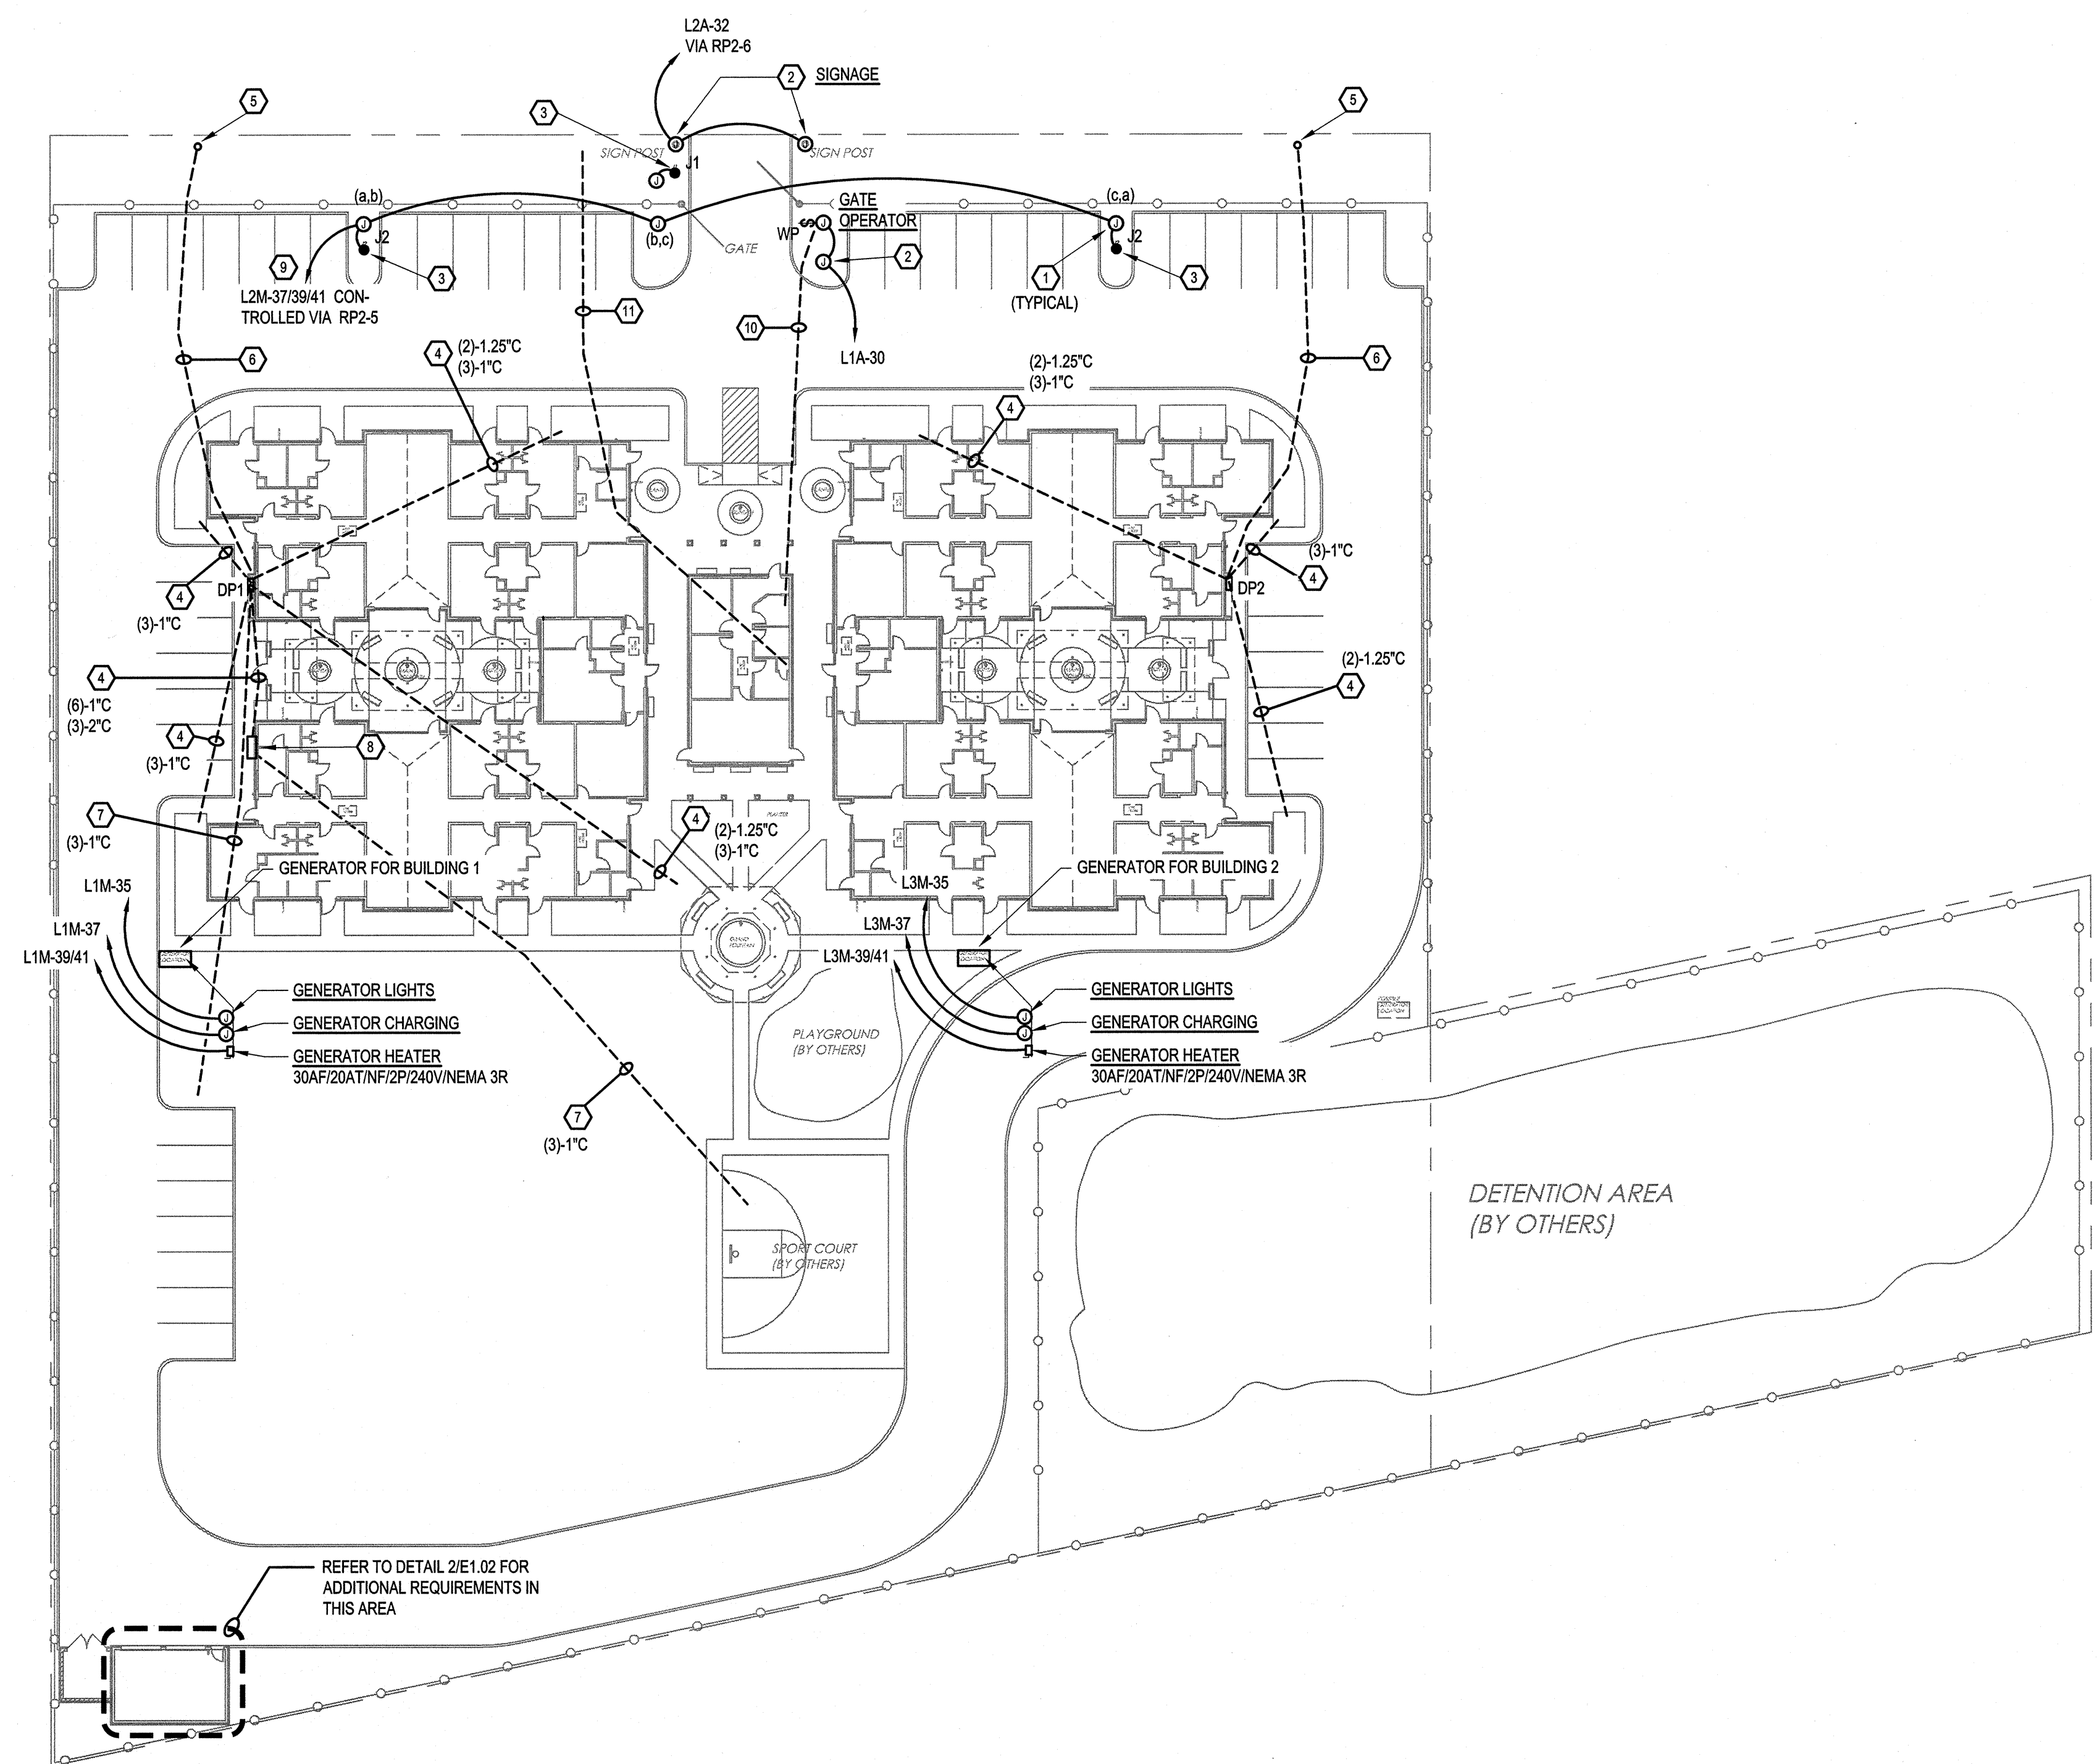 L2A-32
VIA RP2-6
2
SIGNAGE
5
3
5
SIGN POST
SIGN POST
J1
J
(a,b)
(c,a)
GATE
OPERATOR
J
J
J
J
WP
$
J2
(b,c)
J2
GATE
9
3
J
2
1
3
L2M-37/39/41 CON-
TROLLED VIA RP2-5
(TYPICAL)
11
10
6
4
(2)-1.25"C
(3)-1"C
L1A-30
(2)-1.25"C
(3)-1"C
6
4
4
(3)-1"C
DP1
DP2
(3)-1"C
4
4
(6)-1"C
(3)-2"C
(2)-1.25"C
4
4
(3)-1"C
8
7
(3)-1"C
4
(2)-1.25"C
(3)-1"C
PLANTER
GENERATOR FOR BUILDING 1
GENERATOR FOR BUILDING 2
L1M-35
L1M-37
L1M-39/41
L3M-35
L3M-37
L3M-39/41
GRAND
FOUNTAIN
J
GENERATOR LIGHTS
J
GENERATOR CHARGING
GENERATOR HEATER
30AF/20AT/NF/2P/240V/NEMA 3R
J
GENERATOR LIGHTS
J
GENERATOR CHARGING
GENERATOR HEATER
30AF/20AT/NF/2P/240V/NEMA 3R
PLAYGROUND
(BY OTHERS)
7
(3)-1"C
SPORT COURT
(BY OTHERS)
DETENTION AREA
(BY OTHERS)
REFER TO DETAIL 2/E1.02 FOR
ADDITIONAL REQUIREMENTS IN
THIS AREA